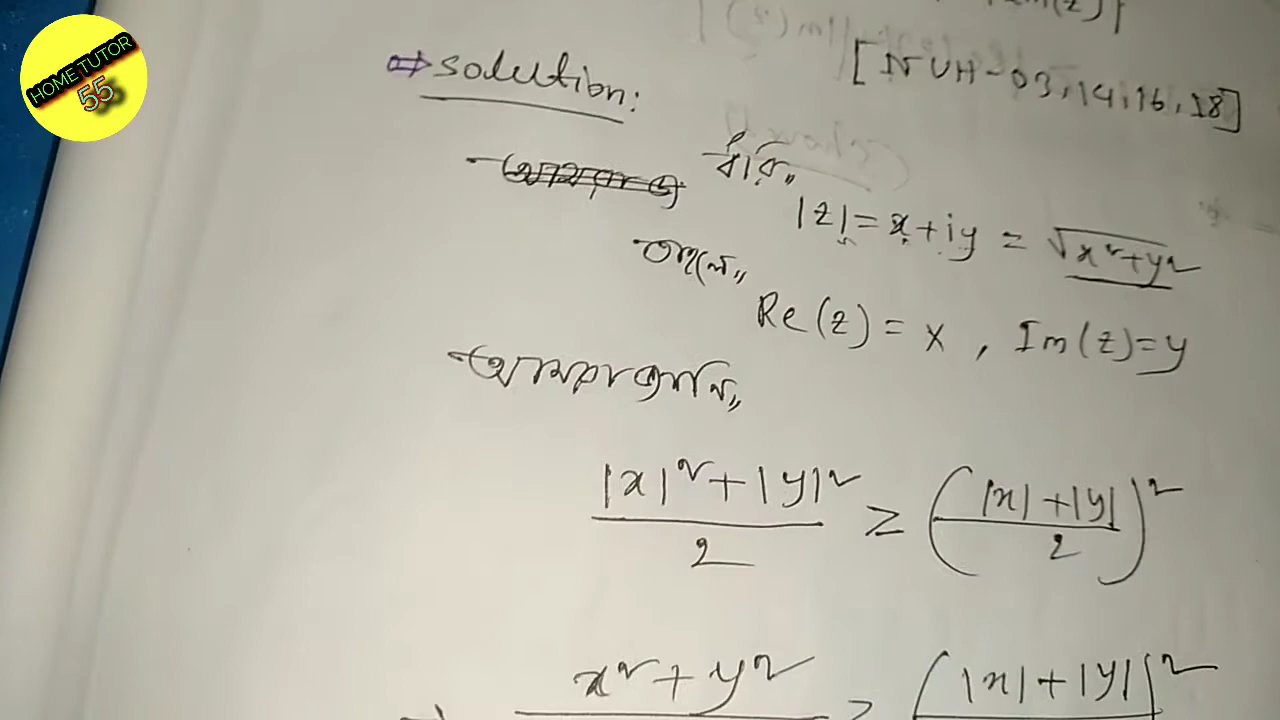 HOME TUTOR
55
[NUH-03,14,16,18]
⇒ Solution:
ধরি,,
|z| = x + iy = √x² + y²
তাহলে,,
Re(z) = x , Im(z) = y
আমরা জানি,,
|x|² + |y|² / 2 ≥ (|x| + |y| / 2)²
x² + y² ≥ (|x| + |y|)²